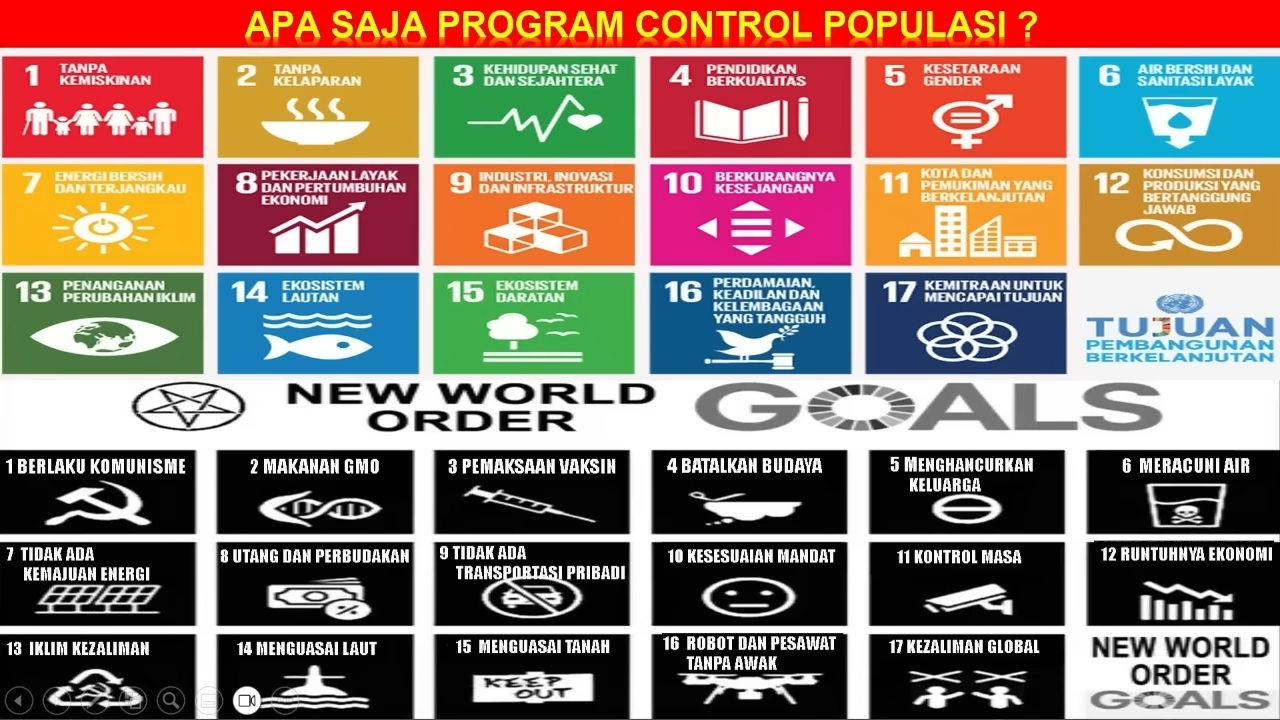 APA SAJA PROGRAM CONTROL POPULASI ?
1 TANPA
KEMISKINAN
2 TANPA
KELAPARAN
3 KEHIDUPAN SEHAT
DAN SEJAHTERA
4 PENDIDIKAN
BERKUALITAS
5 KESETARAAN
GENDER
6 AIR BERSIH DAN
SANITASI LAYAK
7 ENERGI BERSIH
DAN TERJANGKAU
8 PEKERJAAN LAYAK
DAN PERTUMBUHAN
EKONOMI
9 INDUSTRI, INOVASI
DAN INFRASTRUKTUR
10 BERKURANGNYA
KESEJANGAN
11 KOTA DAN
PEMUKIMAN YANG
BERKELANJUTAN
12 KONSUMSI DAN
PRODUKSI YANG
BERTANGGUNG
JAWAB
13 PENANGANAN
PERUBAHAN IKLIM
14 EKOSISTEM
LAUTAN
15 EKOSISTEM
DARATAN
16 PERDAMAIAN,
KEADILAN DAN
KELEMBAGAAN
YANG TANGGUH
17 KEMITRAAN UNTUK
MENCAPAI TUJUAN
TUJUAN
PEMBANGUNAN
BERKELANJUTAN
NEW WORLD
ORDER
GOALS
1 BERLAKU KOMUNISME
2 MAKANAN GMO
3 PEMAKSAAN VAKSIN
4 BATALKAN BUDAYA
5 MENGHANCURKAN
KELUARGA
6 MERACUNI AIR
7 TIDAK ADA
KEMAJUAN ENERGI
8 UTANG DAN PERBUDAKAN
9 TIDAK ADA
TRANSPORTASI PRIBADI
10 KESESUAIAN MANDAT
11 KONTROL MASA
12 RUNTUHNYA EKONOMI
13 IKLIM KEZALIMAN
14 MENGUASAI LAUT
15 MENGUASAI TANAH
KEEP
OUT
16 ROBOT DAN PESAWAT
TANPA AWAK
17 KEZALIMAN GLOBAL
NEW WORLD
ORDER
GOALS